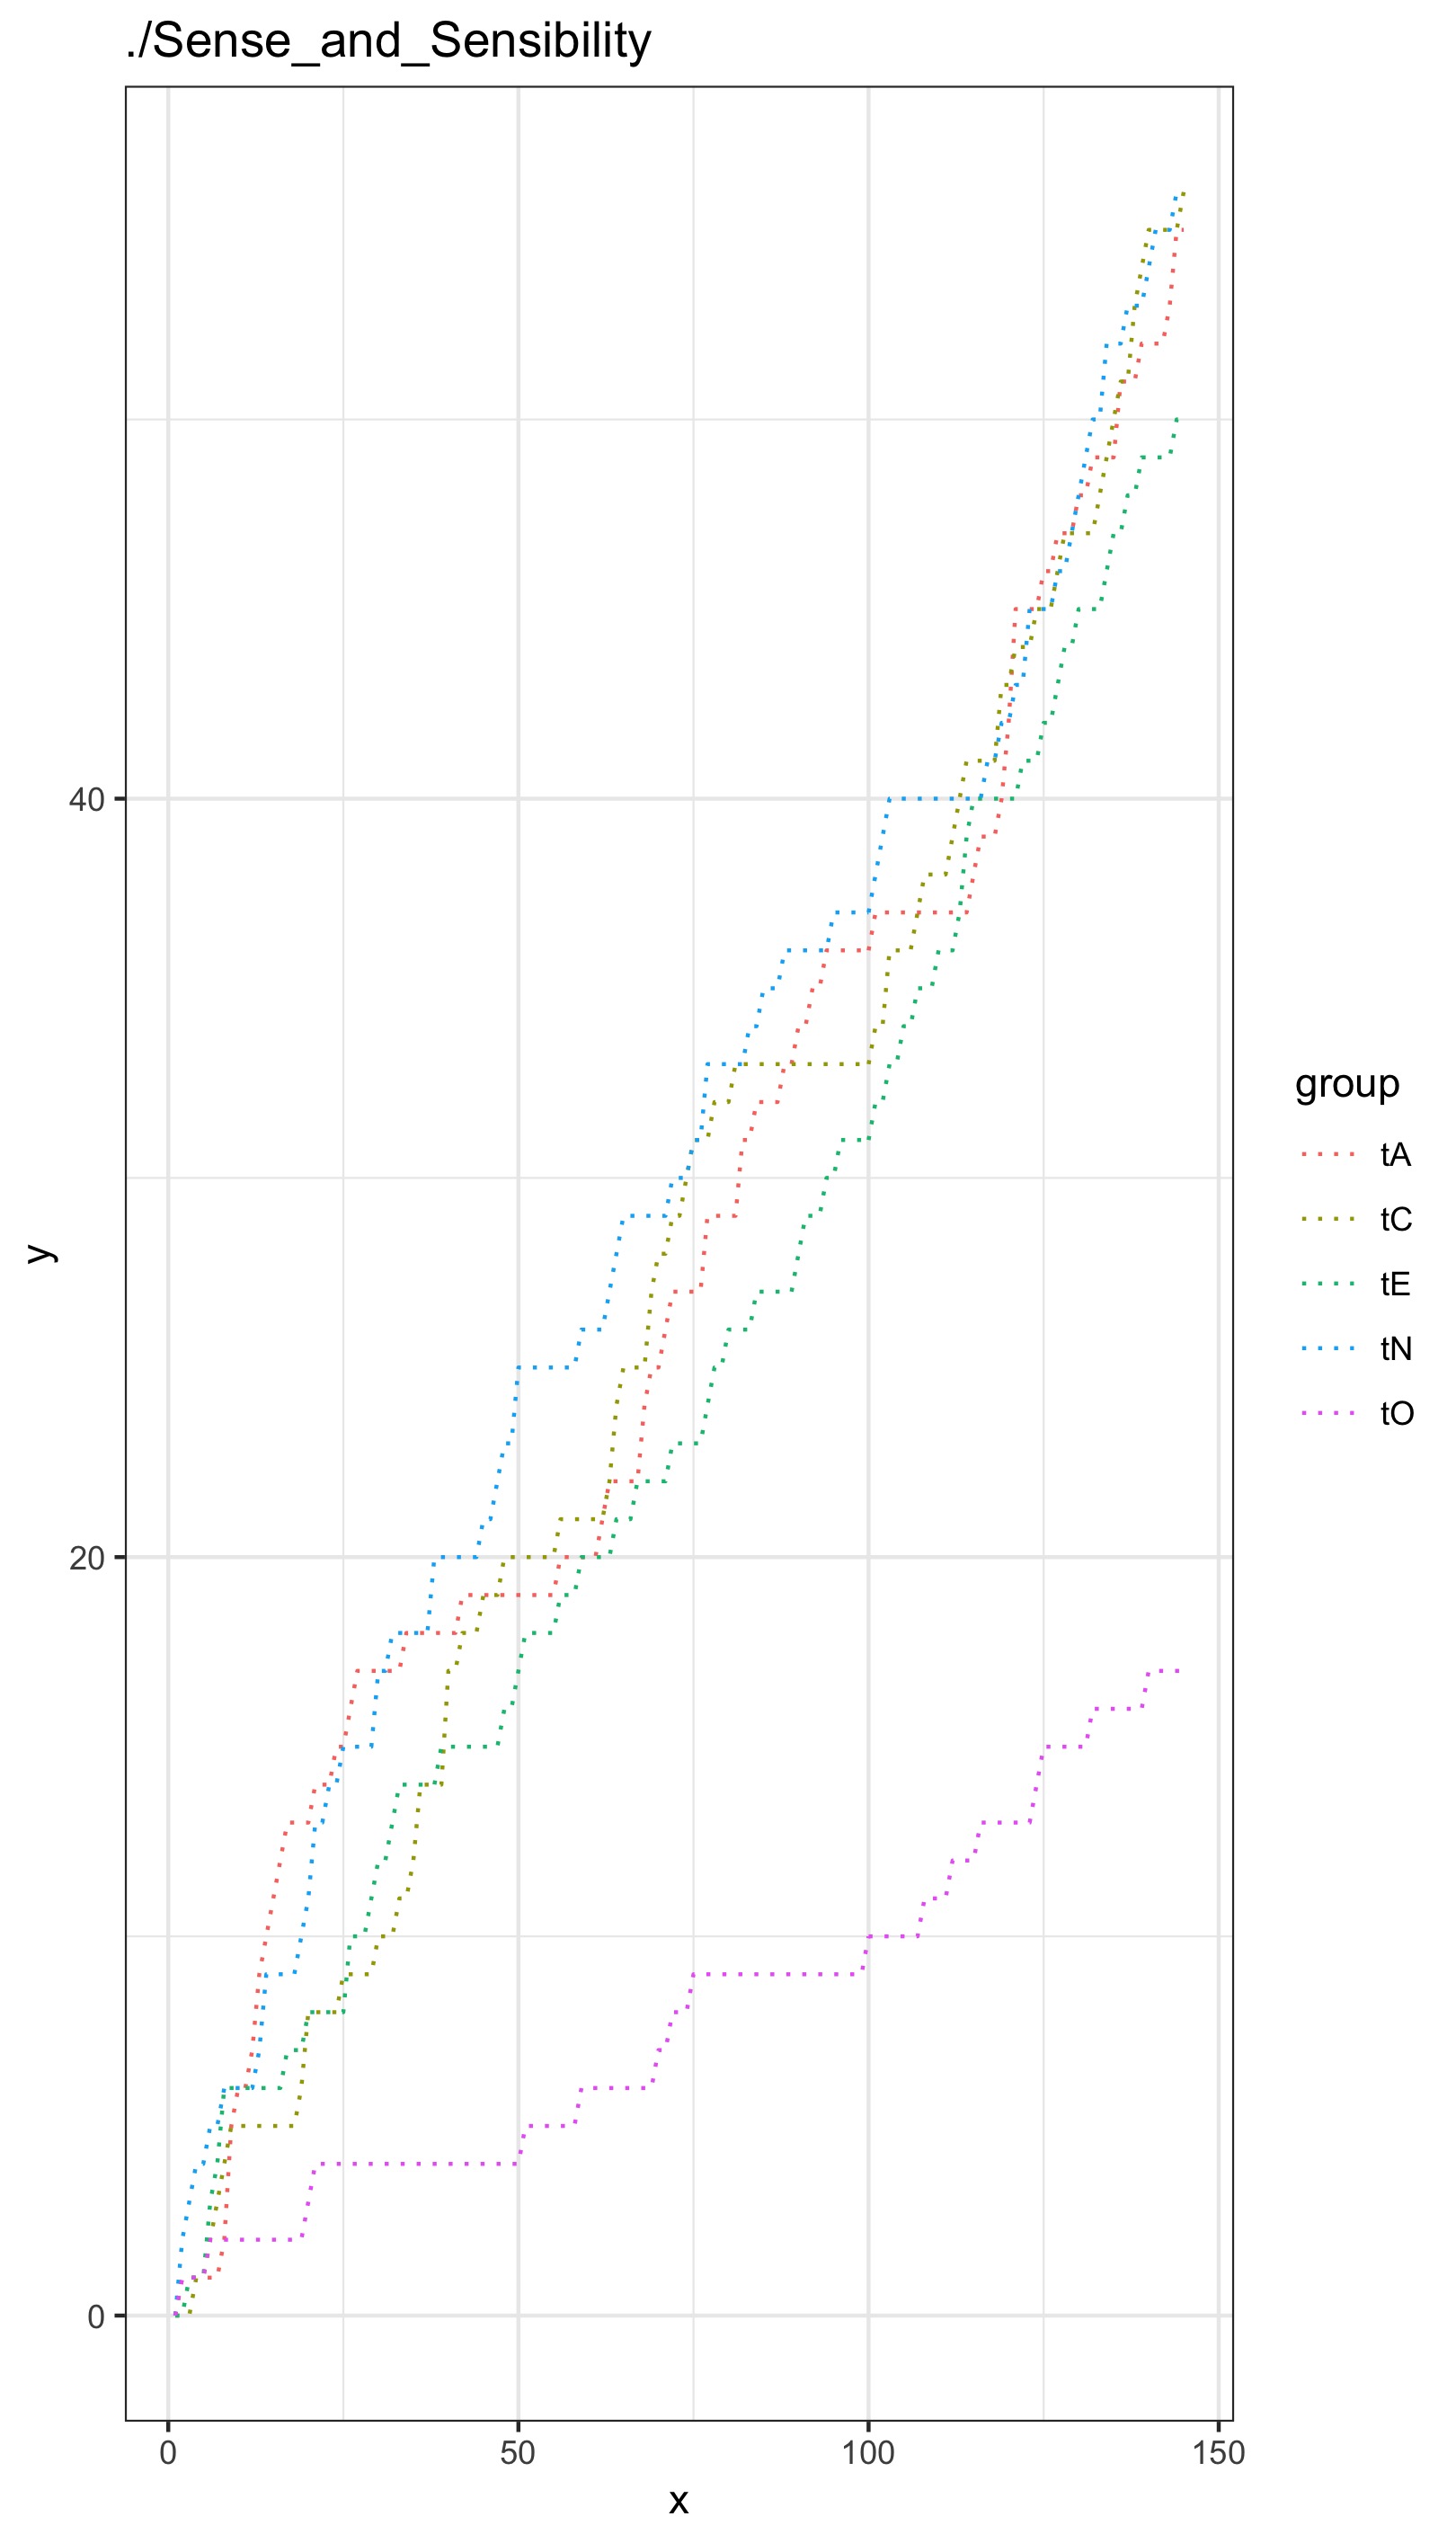 ./Sense_and_Sensibility
y
40
20
0
0 50 100 150
x
group
tA
tC
tE
tN
tO